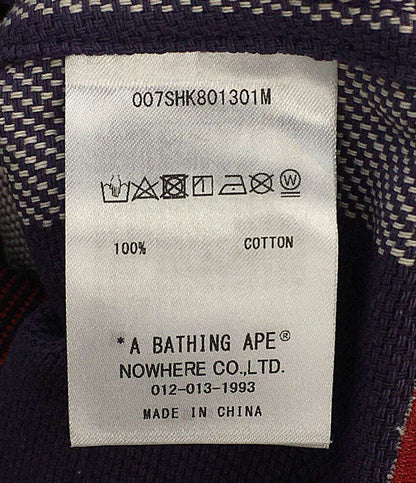 007SHK801301M
W
100% COTTON
*A BATHING APE®
NOWHERE CO.,LTD.
012-013-1993
MADE IN CHINA